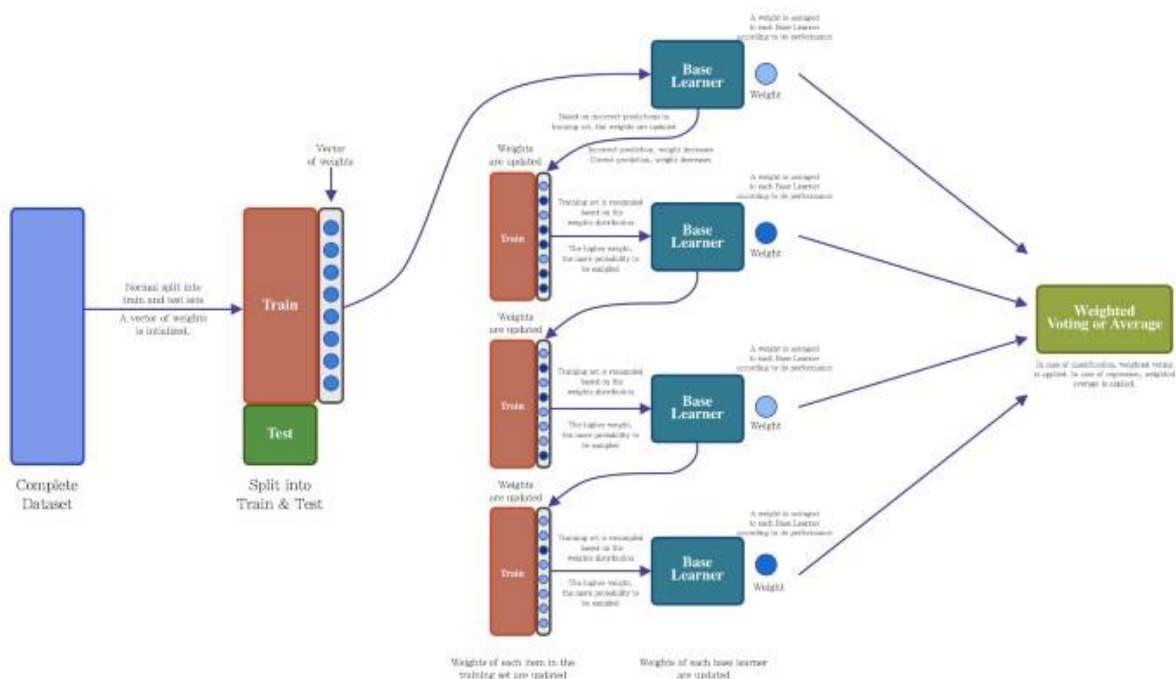 A weight is assigned
to each Base Learner
according to its performance
Base
Learner
Weight
Based on incorrect predictions in
training set, the weights are updated
Incorrect prediction, weight decreases
Correct prediction, weight decreases
Vector
of weights
Weights
are updated
Train
Training set is resampled
based on the
weights distribution
The higher weight,
the more probability to
be sampled
Base
Learner
A weight is assigned
to each Base Learner
according to its performance
Weight
Normal split into
train and test sets
A vector of weights
is intialized.
Train
Test
Complete
Dataset
Split into
Train & Test
Weights
are updated
Train
Training set is resampled
based on the
weights distribution
The higher weight,
the more probability to
be sampled
Base
Learner
A weight is assigned
to each Base Learner
according to its performance
Weight
Weighted
Voting or Average
In case of classification, weighted voting
is applied. In case of regression, weighted
average is applied.
Weights
are updated
Train
Training set is resampled
based on the
weights distribution
The higher weight,
the more probability to
be sampled
Base
Learner
A weight is assigned
to each Base Learner
according to its performance
Weight
Weights of each item in the
training set are updated
Weights of each base learner
are updated